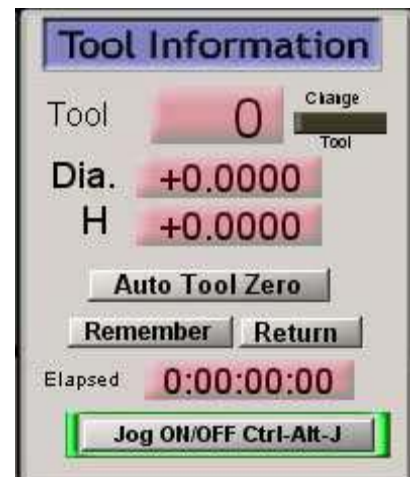 Tool Information
Tool 0 Change
Tool
Dia. +0.0000
H +0.0000
Auto Tool Zero
Remember Return
Elapsed 0:00:00:00
Jog ON/OFF Ctrl-Alt-J